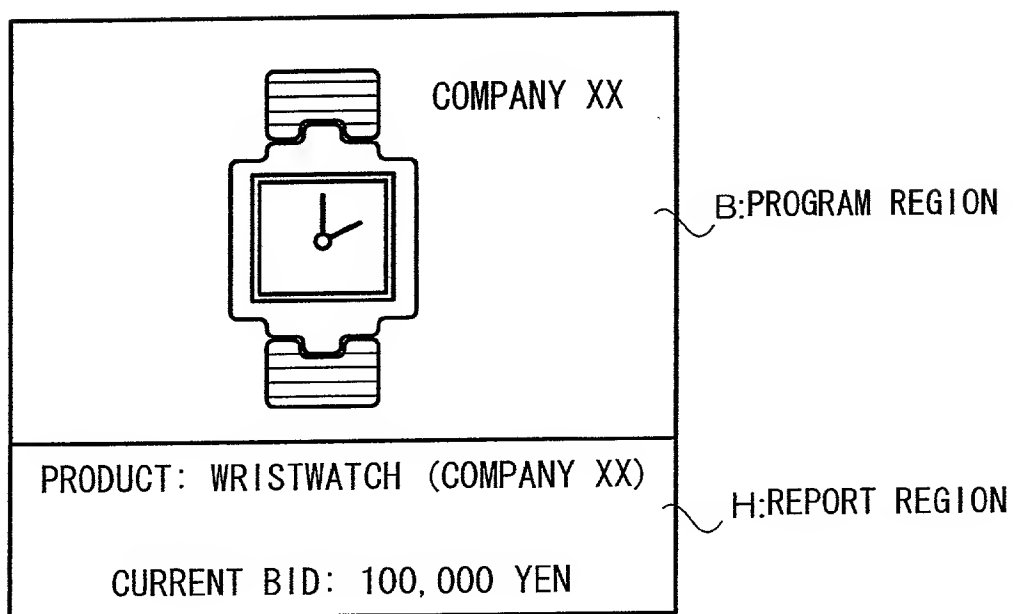 COMPANY XX
B:PROGRAM REGION
PRODUCT: WRISTWATCH (COMPANY XX)
H:REPORT REGION
CURRENT BID: 100,000 YEN